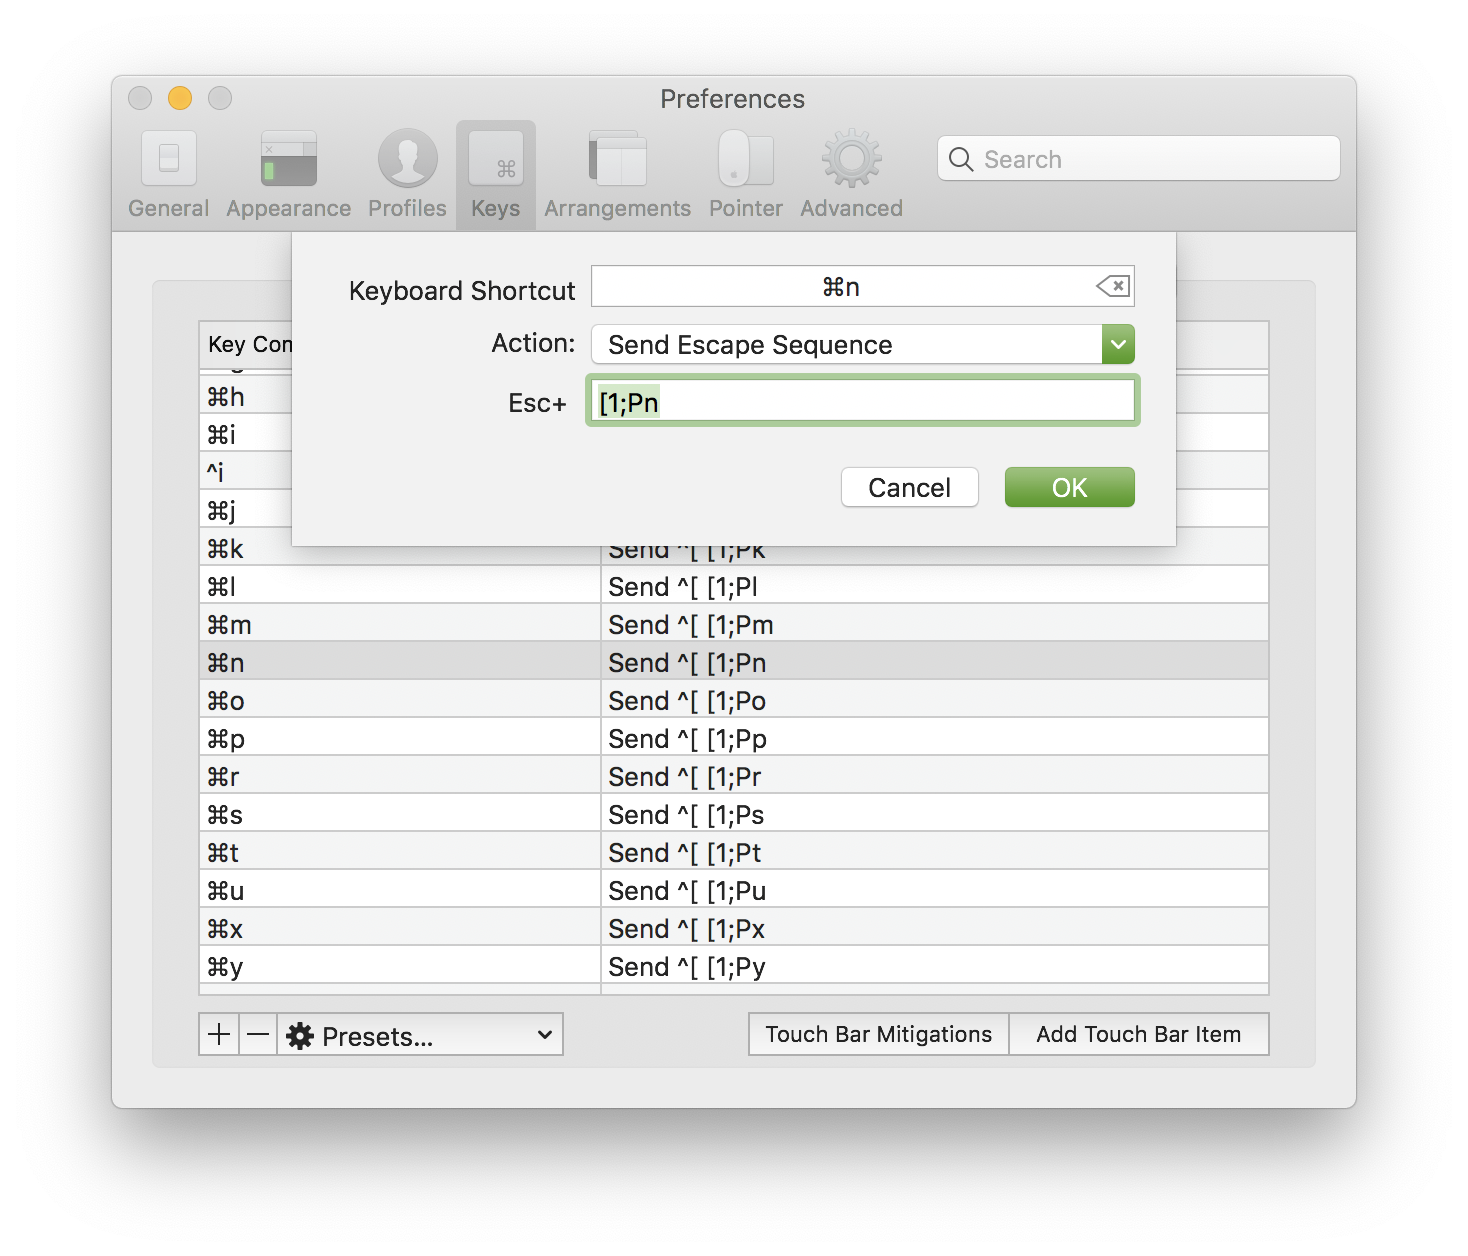 Preferences
General Appearance Profiles Keys Arrangements Pointer Advanced
Search
Keyboard Shortcut ⌘n
Action: Send Escape Sequence
Esc+ [1;Pn
Cancel OK
Key Com
⌘h
⌘i
^i
⌘j
⌘k Send ^[ [1;Pk
⌘l Send ^[ [1;Pl
⌘m Send ^[ [1;Pm
⌘n Send ^[ [1;Pn
⌘o Send ^[ [1;Po
⌘p Send ^[ [1;Pp
⌘r Send ^[ [1;Pr
⌘s Send ^[ [1;Ps
⌘t Send ^[ [1;Pt
⌘u Send ^[ [1;Pu
⌘x Send ^[ [1;Px
⌘y Send ^[ [1;Py
+ − Presets... Touch Bar Mitigations Add Touch Bar Item